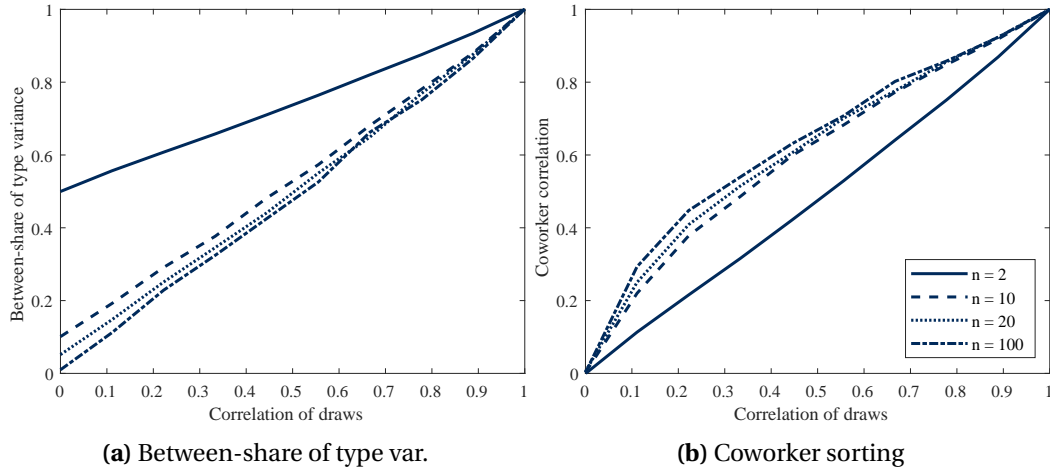 1
0.8
0.6
0.4
0.2
0
Between-share of type variance
0 0.1 0.2 0.3 0.4 0.5 0.6 0.7 0.8 0.9 1
Correlation of draws
(a) Between-share of type var.
1
0.8
0.6
0.4
0.2
0
Coworker correlation
n = 2
n = 10
n = 20
n = 100
0 0.1 0.2 0.3 0.4 0.5 0.6 0.7 0.8 0.9 1
Correlation of draws
(b) Coworker sorting